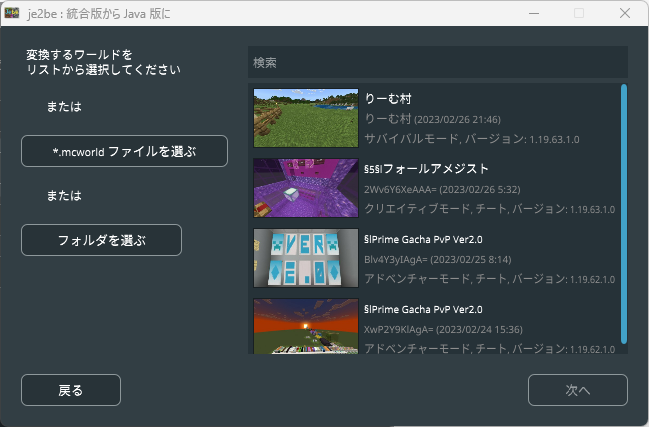 je2be : 統合版から Java 版に
変換するワールドを
リストから選択してください
または
*.mcworld ファイルを選ぶ
または
フォルダを選ぶ
検索
りーむ村
りーむ村 (2023/02/26 21:46)
サバイバルモード, バージョン: 1.19.63.1.0
§5§lフォールアメジスト
2Wv6Y6XeAAA= (2023/02/26 5:32)
クリエイティブモード, チート, バージョン: 1.19.63.1.0
VER
2.0
§lPrime Gacha PvP Ver2.0
Blv4Y3yIAgA= (2023/02/25 8:14)
アドベンチャーモード, チート, バージョン: 1.19.62.1.0
§lPrime Gacha PvP Ver2.0
XwP2Y9KlAgA= (2023/02/24 15:36)
アドベンチャーモード, チート, バージョン: 1.19.62.1.0
戻る
次へ